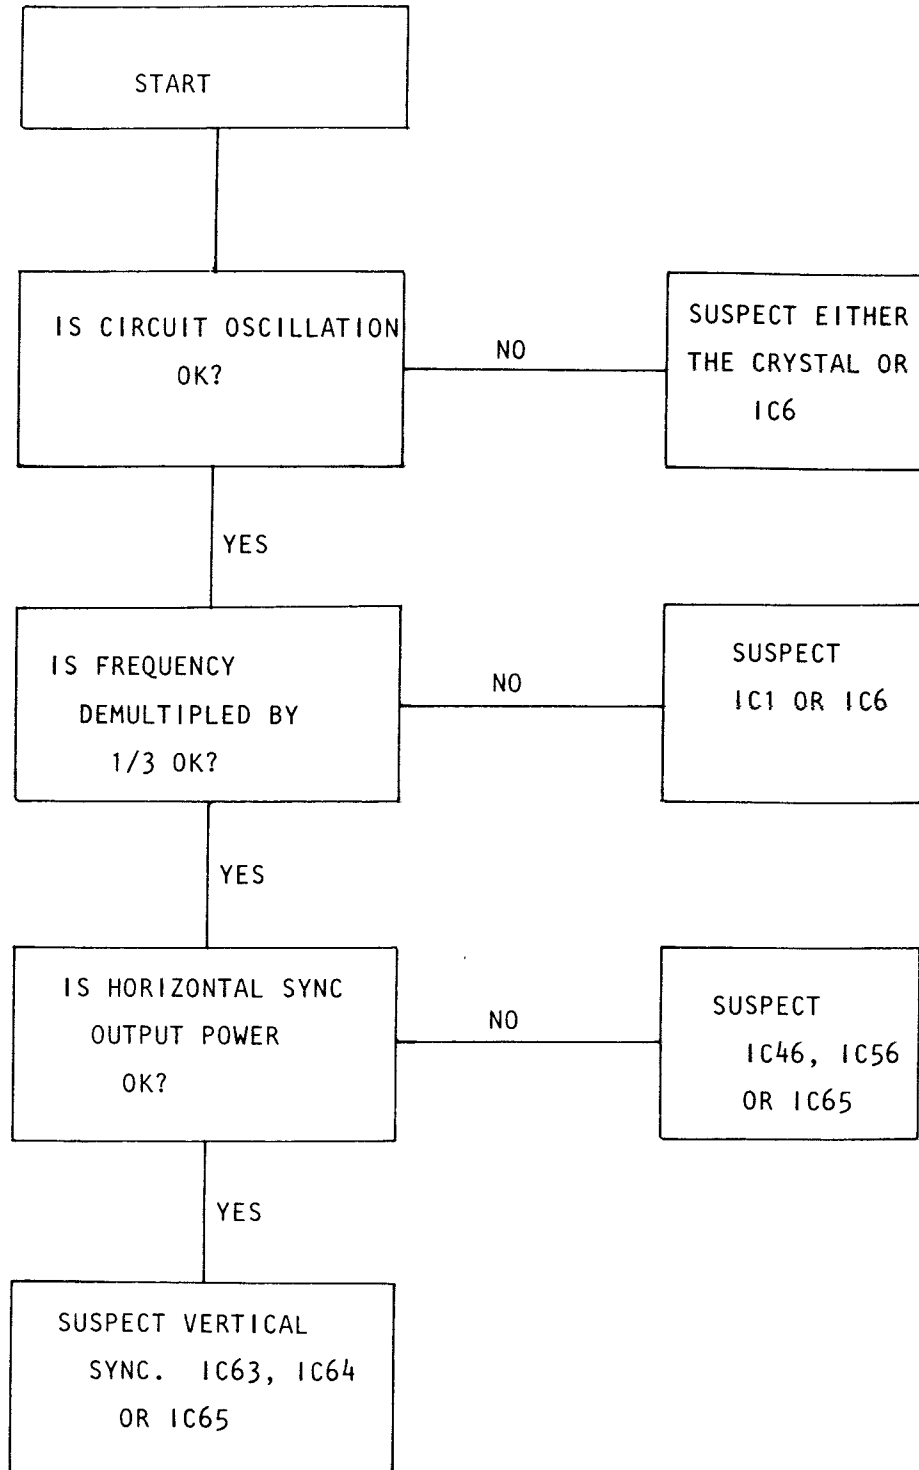 START
IS CIRCUIT OSCILLATION
OK?
NO
SUSPECT EITHER
THE CRYSTAL OR
IC6
YES
IS FREQUENCY
DEMULTIPLED BY
1/3 OK?
NO
SUSPECT
IC1 OR IC6
YES
IS HORIZONTAL SYNC
OUTPUT POWER
OK?
NO
SUSPECT
IC46, IC56
OR IC65
YES
SUSPECT VERTICAL
SYNC. IC63, IC64
OR IC65